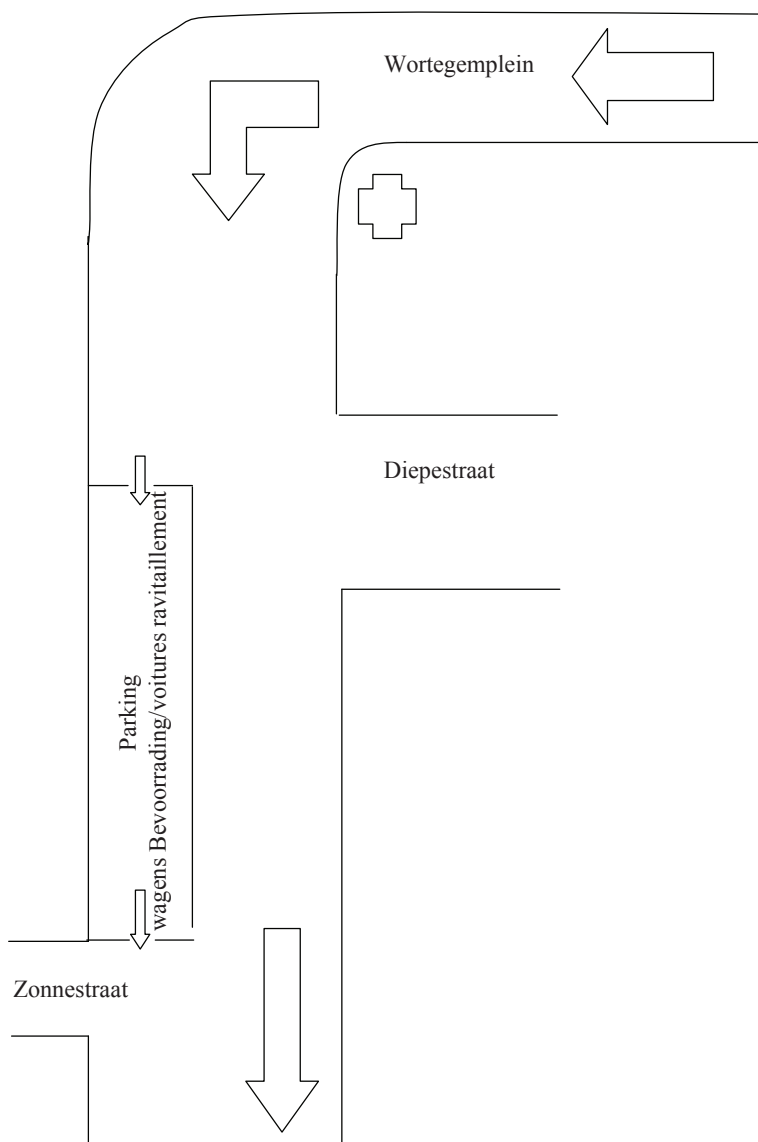 Wortegemplein
Diepestraat
Parking
wagens Bevoorrading/voitures ravitaillement
Zonnestraat